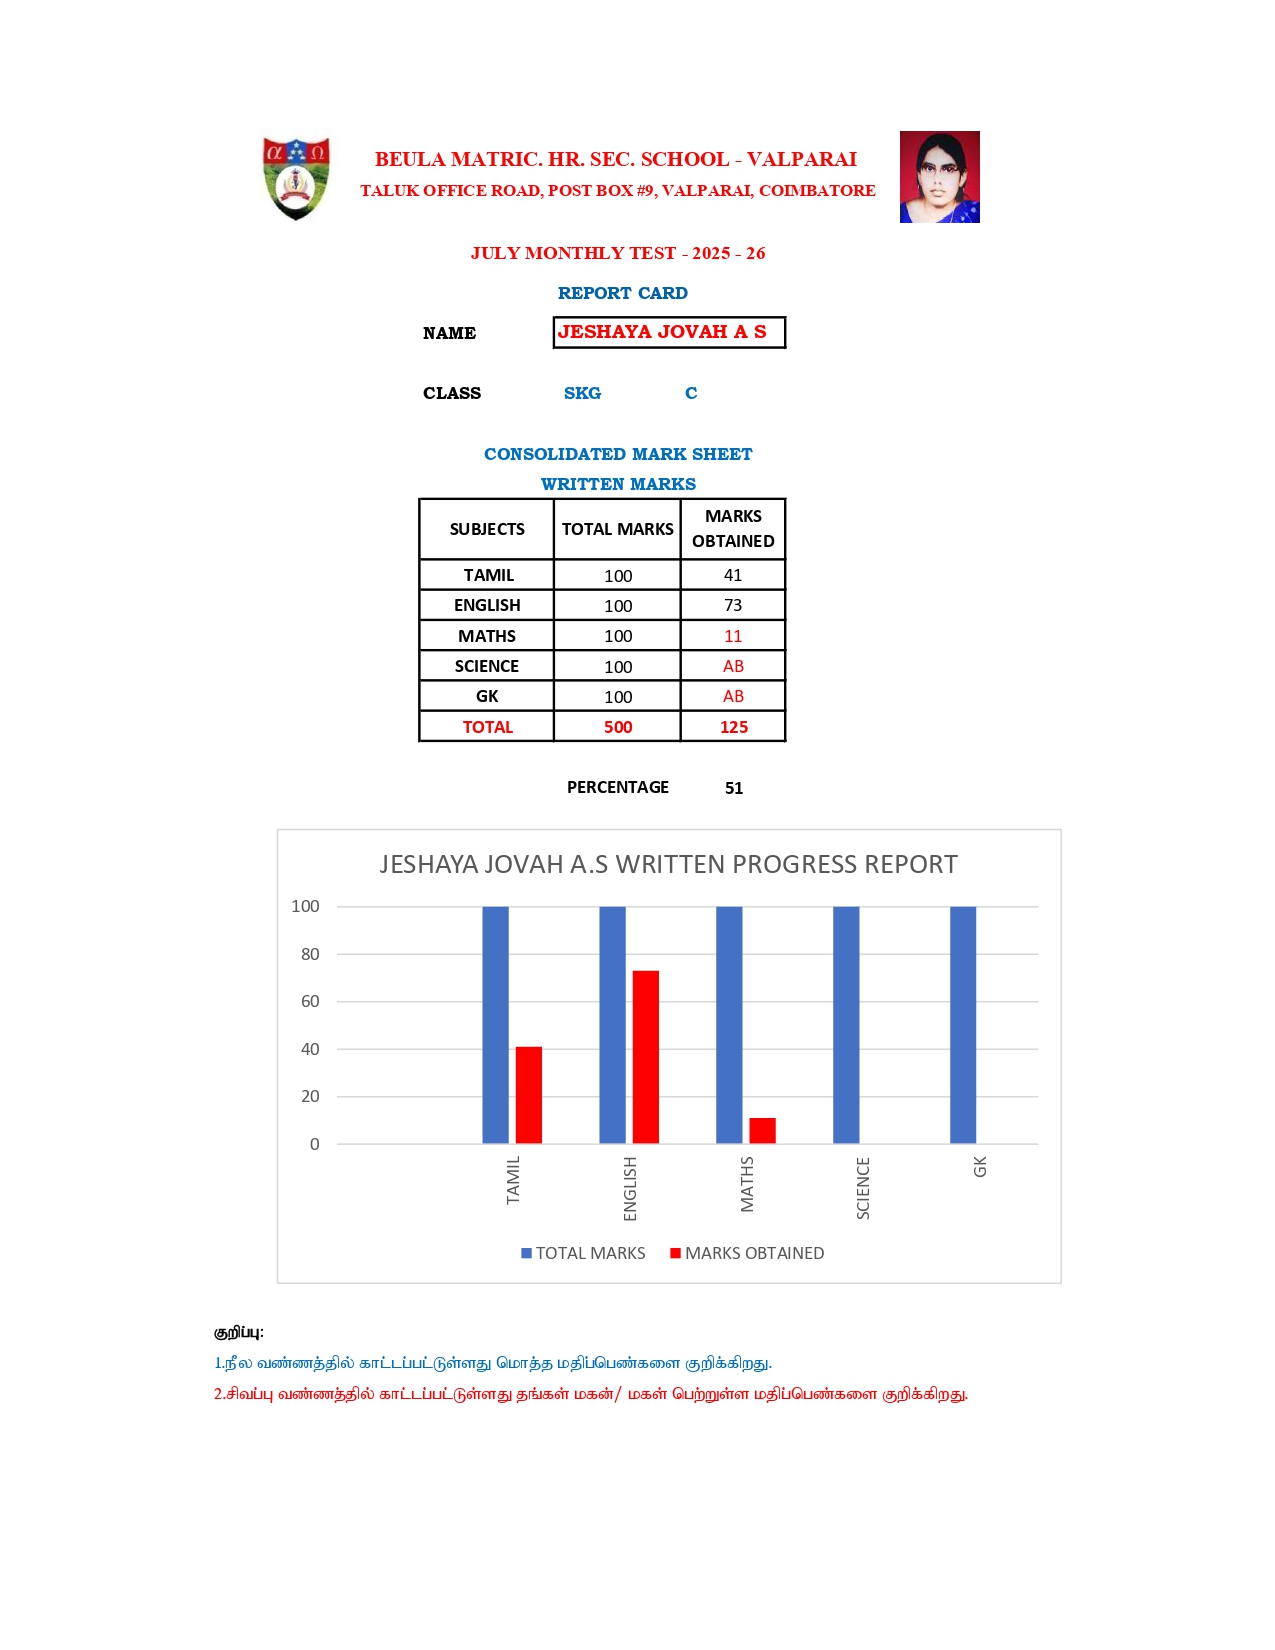 α Ω
BEULA MATRIC. HR. SEC. SCHOOL - VALPARAI
TALUK OFFICE ROAD, POST BOX #9, VALPARAI, COIMBATORE
JULY MONTHLY TEST - 2025 - 26
REPORT CARD
NAME JESHAYA JOVAH A S
CLASS SKG C
CONSOLIDATED MARK SHEET
WRITTEN MARKS
SUBJECTS TOTAL MARKS MARKS OBTAINED
TAMIL 100 41
ENGLISH 100 73
MATHS 100 11
SCIENCE 100 AB
GK 100 AB
TOTAL 500 125
PERCENTAGE 51
JESHAYA JOVAH A.S WRITTEN PROGRESS REPORT
100
80
60
40
20
0
TAMIL ENGLISH MATHS SCIENCE GK
TOTAL MARKS MARKS OBTAINED
குறிப்பு:
1.நீல வண்ணத்தில் காட்டப்பட்டுள்ளது மொத்த மதிப்பெண்களை குறிக்கிறது.
2.சிவப்பு வண்ணத்தில் காட்டப்பட்டுள்ளது தங்கள் மகன்/ மகள் பெற்றுள்ள மதிப்பெண்களை குறிக்கிறது.